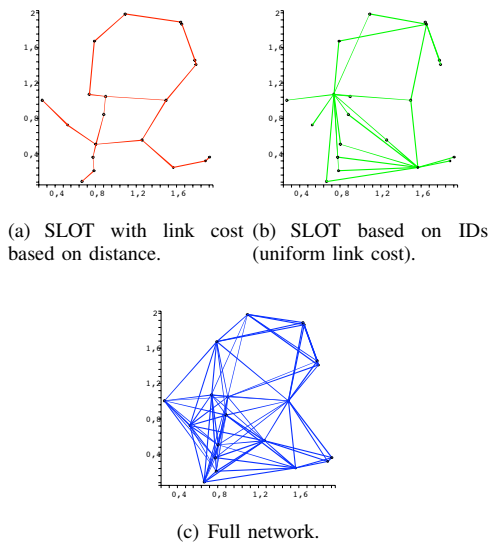 2
1,6
1,2
0,8
0,4
0,4 0,8 1,2 1,6
2
1,6
1,2
0,8
0,4
0,4 0,8 1,2 1,6
(a) SLOT with link cost
based on distance.
(b) SLOT based on IDs
(uniform link cost).
2
1,6
1,2
0,8
0,4
0,4 0,8 1,2 1,6
(c) Full network.